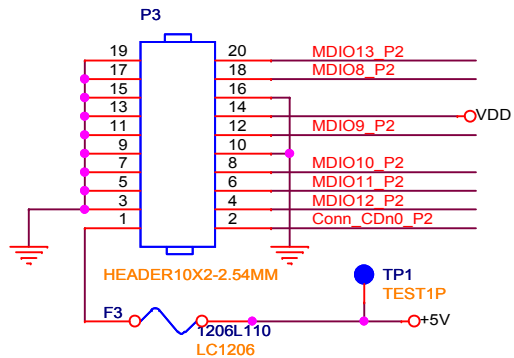 P3
19 20 MDIO13_P2
17 18 MDIO8_P2
15 16
13 14 VDD
11 12 MDIO9_P2
9 10
7 8 MDIO10_P2
5 6 MDIO11_P2
3 4 MDIO12_P2
1 2 Conn_CDn0_P2
HEADER10X2-2.54MM
TP1
TEST1P
F3
1206L110
LC1206
+5V